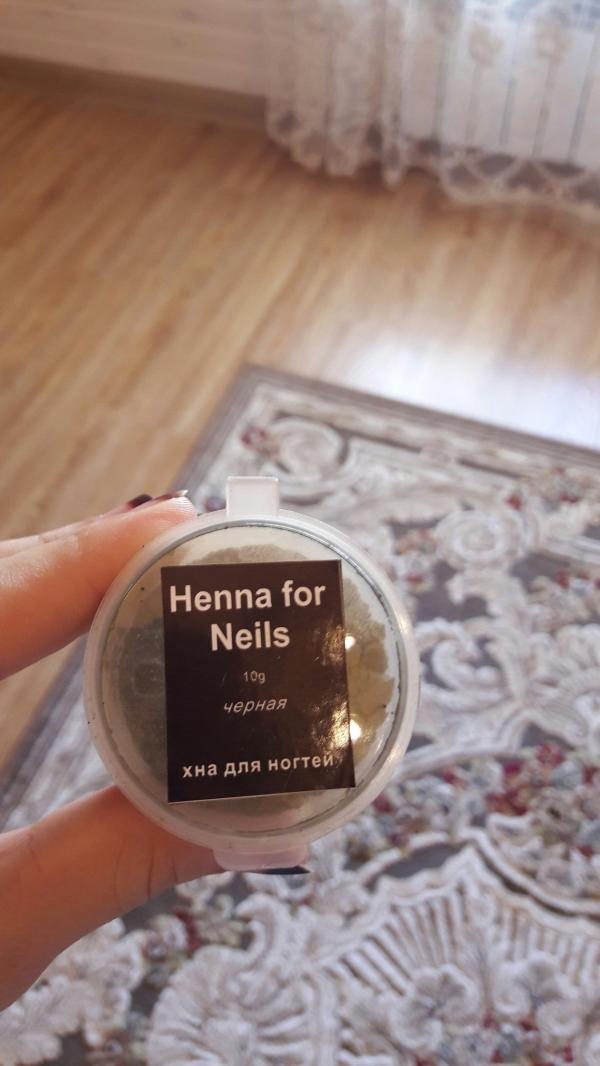 Henna for
Neils
10g
черная
хна для ногтей